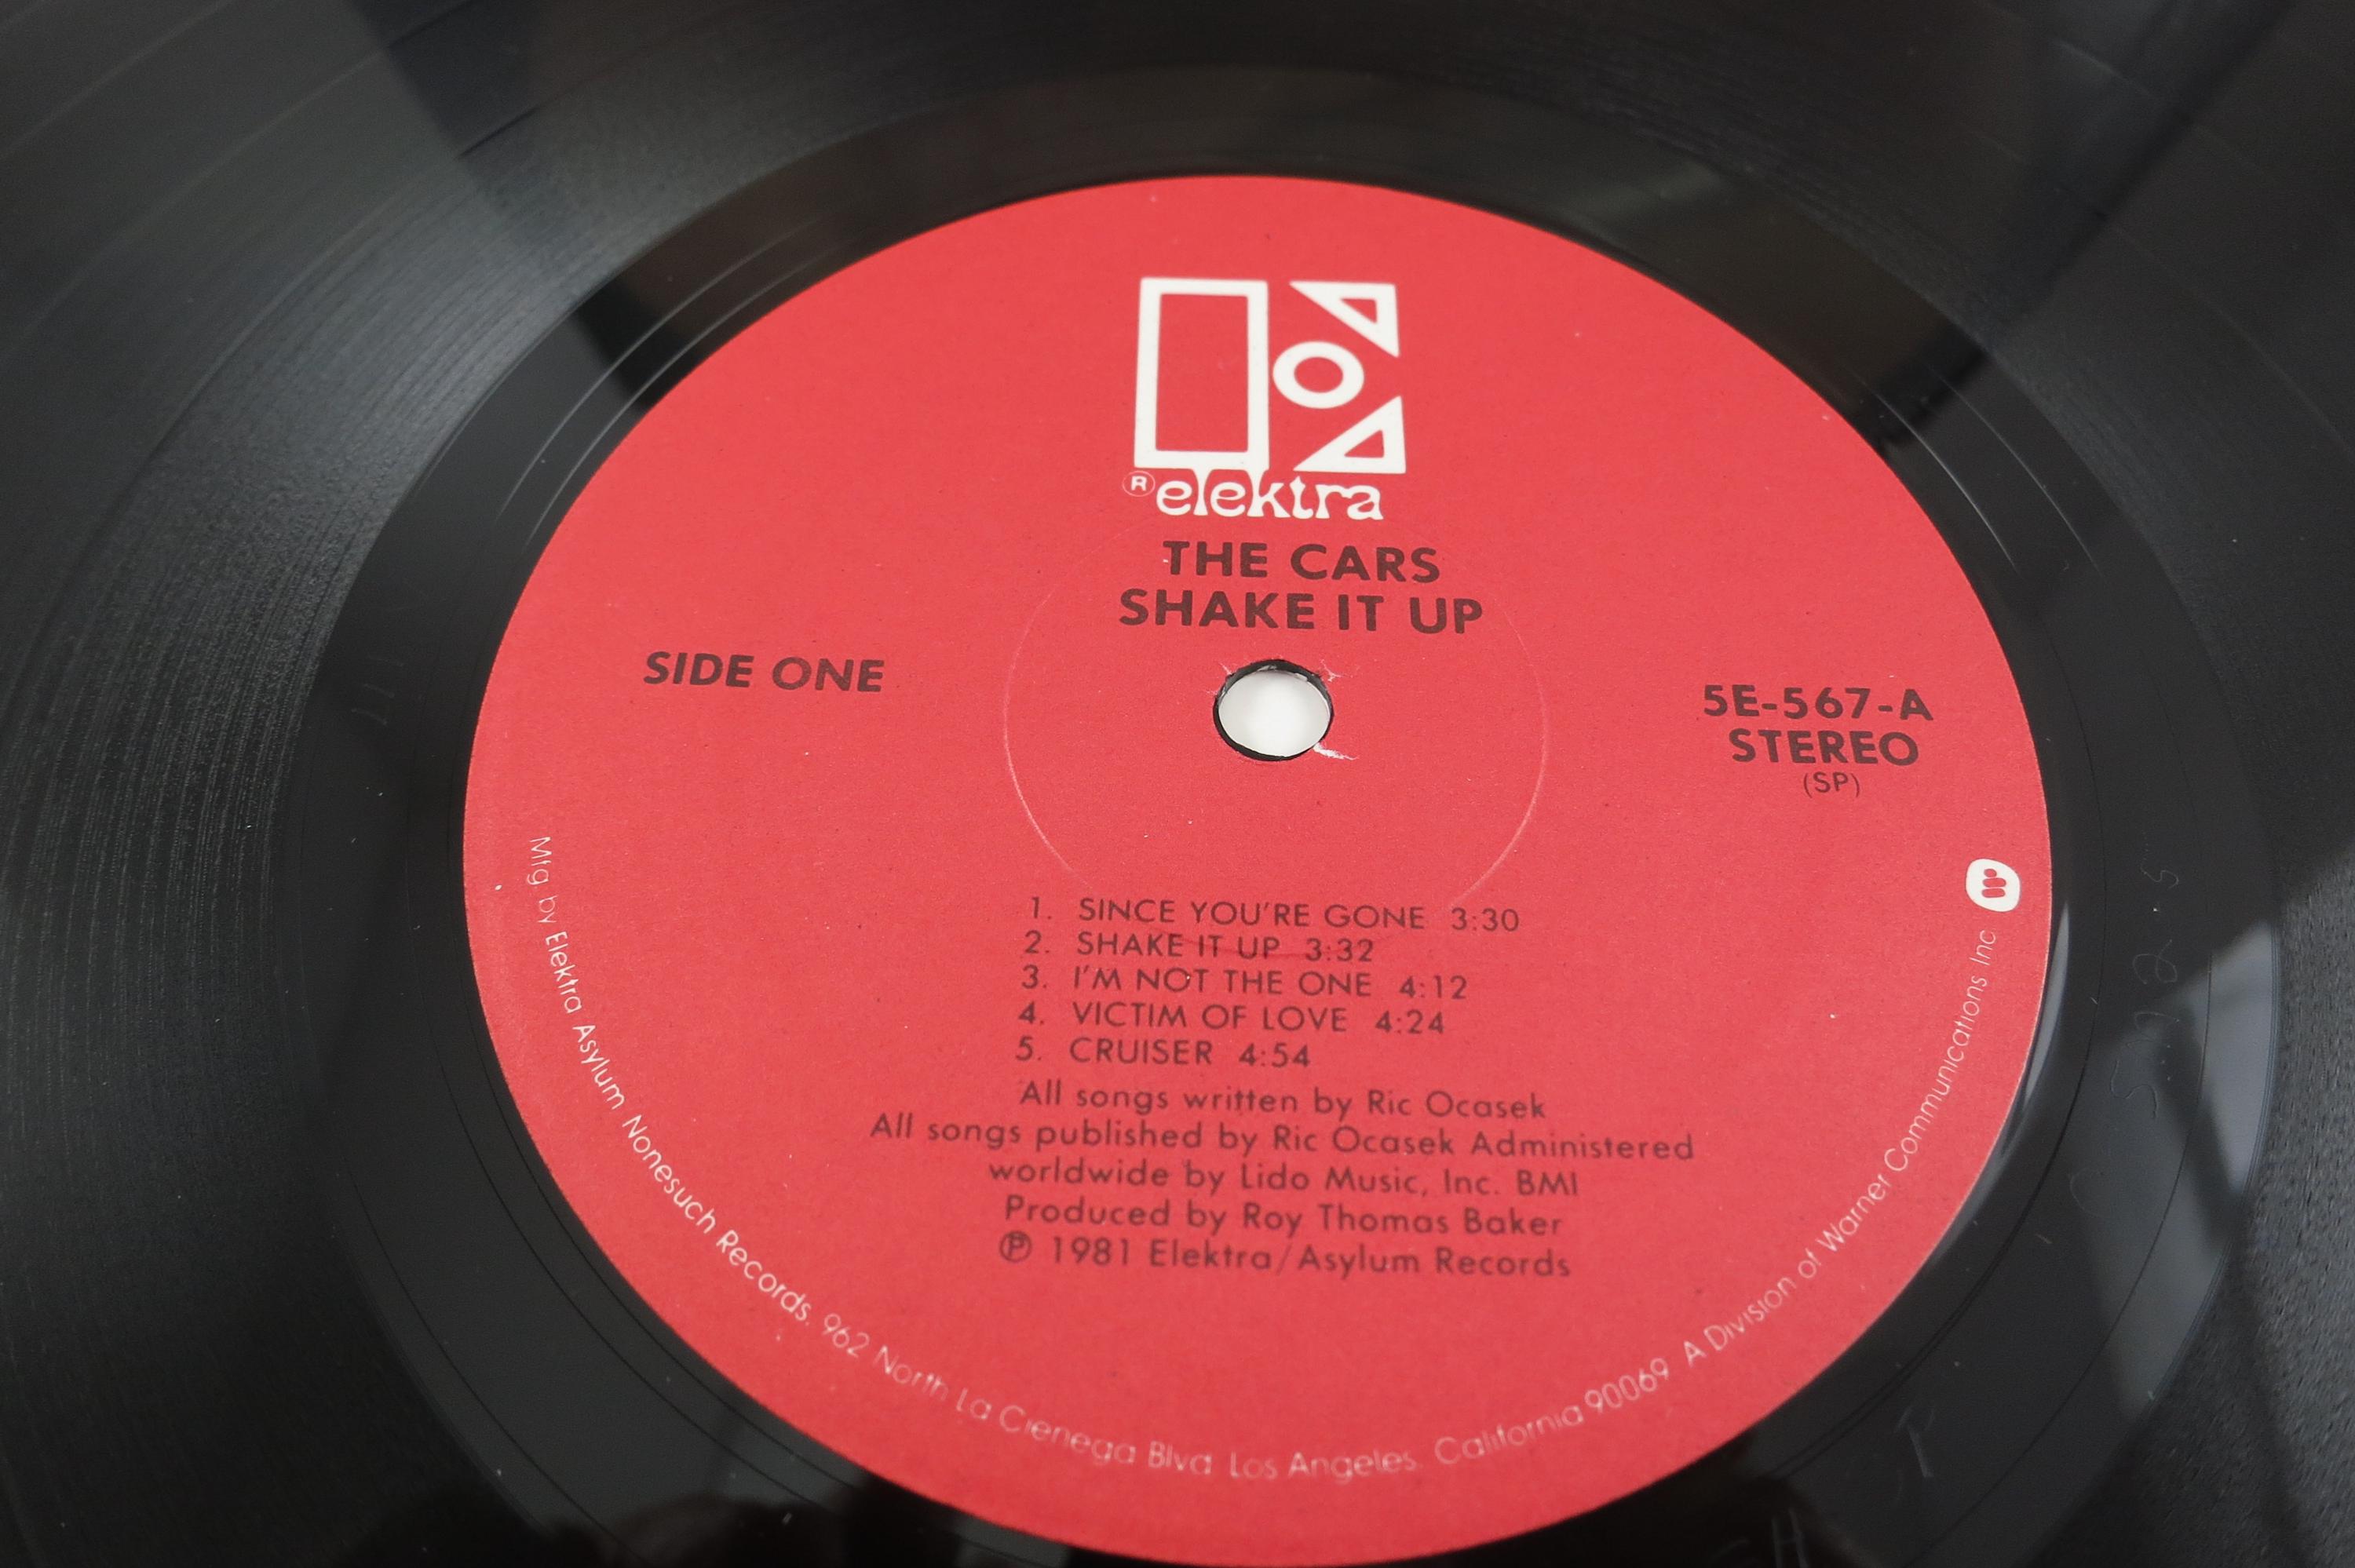 ® elektra
THE CARS
SHAKE IT UP
SIDE ONE
5E-567-A
STEREO
(SP)
1. SINCE YOU'RE GONE 3:30
2. SHAKE IT UP 3:32
3. I'M NOT THE ONE 4:12
4. VICTIM OF LOVE 4:24
5. CRUISER 4:54
All songs written by Ric Ocasek
All songs published by Ric Ocasek Administered
worldwide by Lido Music, Inc. BMI
Produced by Roy Thomas Baker
℗ 1981 Elektra/Asylum Records
Mfg by Elektra Asylum Nonesuch Records, 962 North La Cienega Blvd Los Angeles, California 90069 A Division of Warner Communications Inc